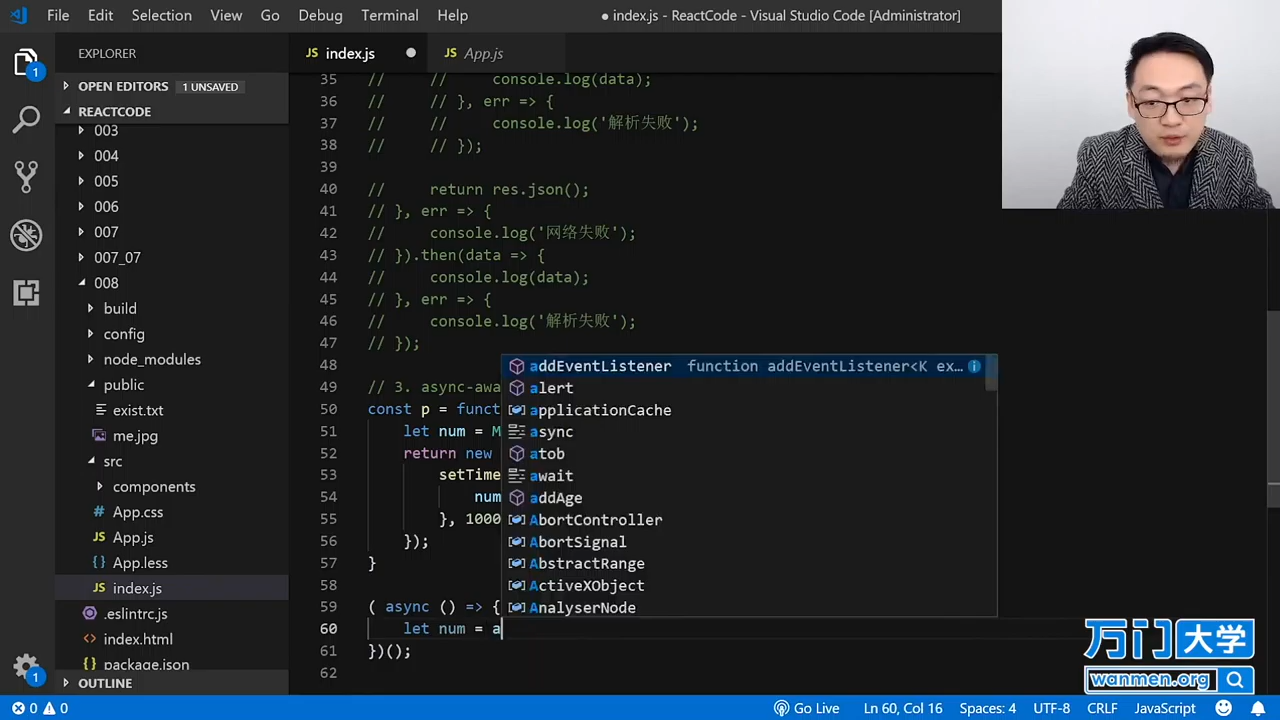 File Edit Selection View Go Debug Terminal Help
● index.js - ReactCode - Visual Studio Code [Administrator]
EXPLORER
JS index.js
JS App.js
OPEN EDITORS 1 UNSAVED
REACTCODE
003
004
005
006
007
007_07
008
build
config
node_modules
public
exist.txt
me.jpg
src
components
# App.css
JS App.js
{} App.less
JS index.js
.eslintrc.js
index.html
package.json
OUTLINE
1
1
35 // // console.log(data);
36 // // }, err => {
37 // // console.log('解析失败');
38 // // });
39
40 // return res.json();
41 // }, err => {
42 // console.log('网络失败');
43 // }).then(data => {
44 // console.log(data);
45 // }, err => {
46 // console.log('解析失败');
47 // });
48
49 // 3. async-awa
50 const p = funct
51 let num = M
52 return new
53 setTime
54 num
55 }, 1000
56 });
57 }
58
59 ( async () => {
60 let num = a
61 })();
62
addEventListener function addEventListener<K ex…
alert
applicationCache
async
atob
await
addAge
AbortController
AbortSignal
AbstractRange
ActiveXObject
AnalyserNode
万门大学
wanmen.org
0 0
Go Live Ln 60, Col 16 Spaces: 4 UTF-8 CRLF JavaScript